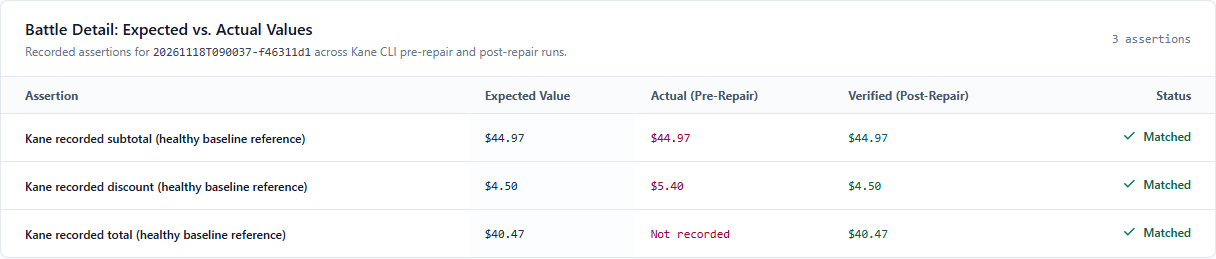 Battle Detail: Expected vs. Actual Values
Recorded assertions for 20261118T090037-f46311d1 across Kane CLI pre-repair and post-repair runs.
3 assertions
Assertion Expected Value Actual (Pre-Repair) Verified (Post-Repair) Status
Kane recorded subtotal (healthy baseline reference) $44.97 $44.97 $44.97 Matched
Kane recorded discount (healthy baseline reference) $4.50 $5.40 $4.50 Matched
Kane recorded total (healthy baseline reference) $40.47 Not recorded $40.47 Matched